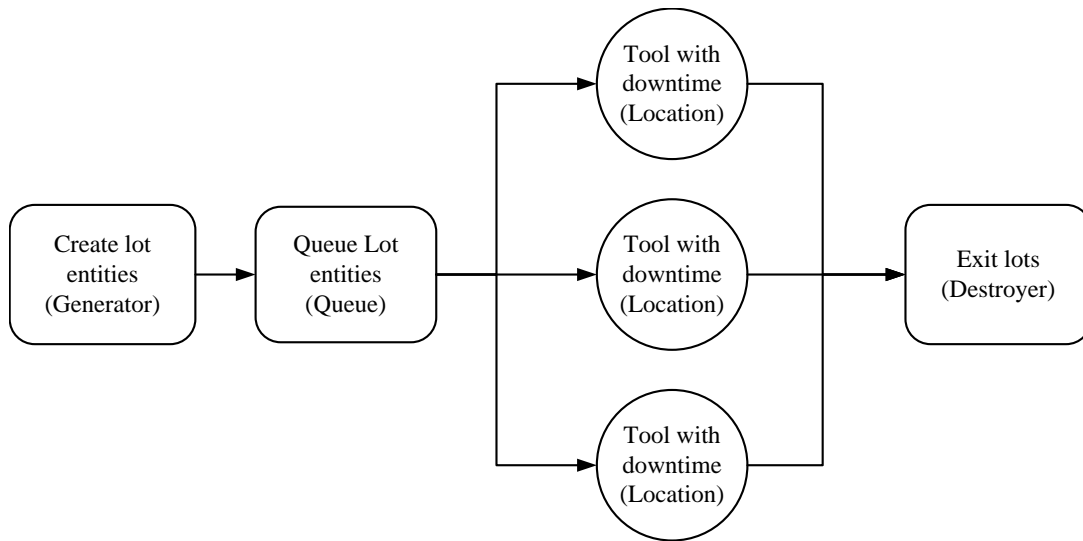 Create lot
entities
(Generator)
Queue Lot
entities
(Queue)
Tool with
downtime
(Location)
Tool with
downtime
(Location)
Tool with
downtime
(Location)
Exit lots
(Destroyer)